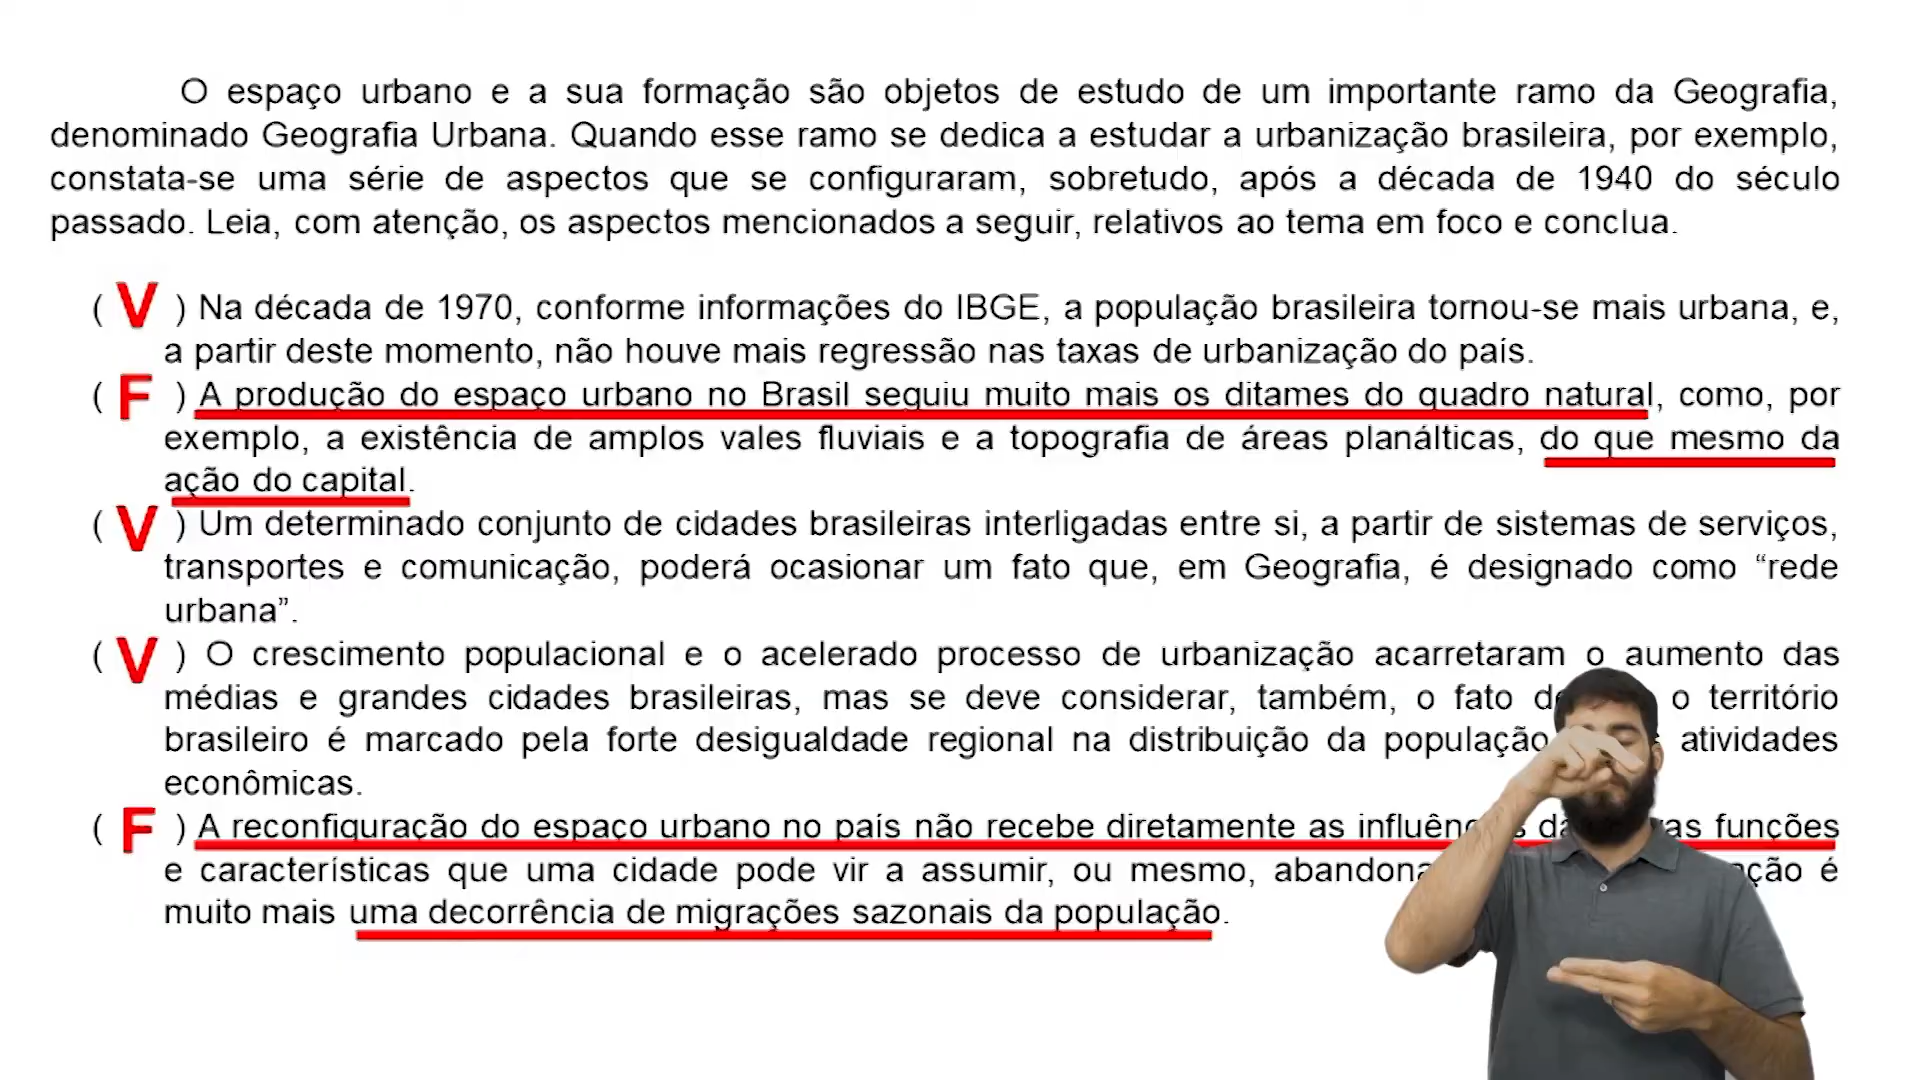 O espaço urbano e a sua formação são objetos de estudo de um importante ramo da Geografia,
denominado Geografia Urbana. Quando esse ramo se dedica a estudar a urbanização brasileira, por exemplo,
constata-se uma série de aspectos que se configuraram, sobretudo, após a década de 1940 do século
passado. Leia, com atenção, os aspectos mencionados a seguir, relativos ao tema em foco e conclua.
( V ) Na década de 1970, conforme informações do IBGE, a população brasileira tornou-se mais urbana, e,
a partir deste momento, não houve mais regressão nas taxas de urbanização do país.
( F ) A produção do espaço urbano no Brasil seguiu muito mais os ditames do quadro natural, como, por
exemplo, a existência de amplos vales fluviais e a topografia de áreas planálticas, do que mesmo da
ação do capital.
( V ) Um determinado conjunto de cidades brasileiras interligadas entre si, a partir de sistemas de serviços,
transportes e comunicação, poderá ocasionar um fato que, em Geografia, é designado como “rede
urbana”.
( V ) O crescimento populacional e o acelerado processo de urbanização acarretaram o aumento das
médias e grandes cidades brasileiras, mas se deve considerar, também, o fato o território
brasileiro é marcado pela forte desigualdade regional na distribuição da população atividades
econômicas.
( F ) A reconfiguração do espaço urbano no país não recebe diretamente as funções
e características que uma cidade pode vir a assumir, ou mesmo, é
muito mais uma decorrência de migrações sazonais da população.